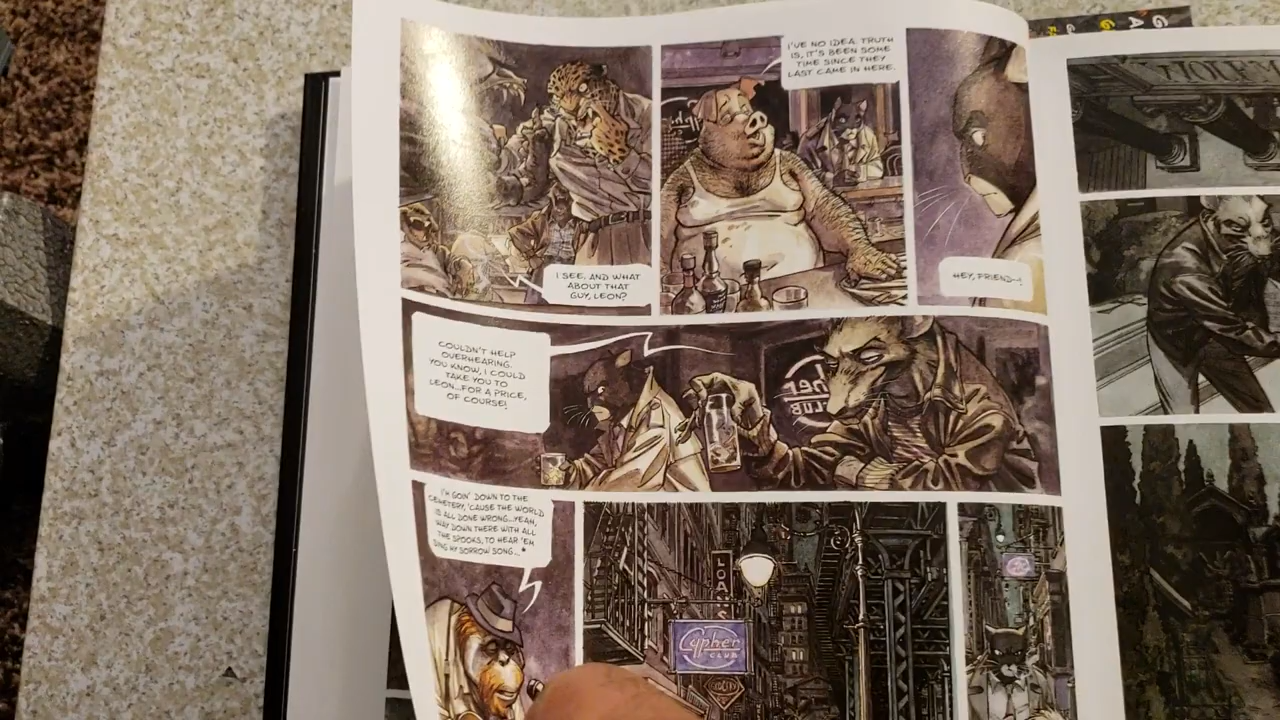 I'VE NO IDEA. TRUTH
IS, IT'S BEEN SOME
TIME SINCE THEY
LAST CAME IN HERE.
I SEE. AND WHAT
ABOUT THAT
GUY, LEON?
HEY, FRIEND--!
COULDN'T HELP
OVERHEARING.
YOU KNOW, I COULD
TAKE YOU TO
LEON...FOR A PRICE,
OF COURSE!
I'M GOIN' DOWN TO THE
CEMETERY, 'CAUSE THE WORLD
IS ALL DONE WRONG...YEAH,
WAY DOWN THERE WITH ALL
THE SPOOKS, TO HEAR 'EM
SING MY SORROW SONG...*
LOANS
Cypher
CLUB